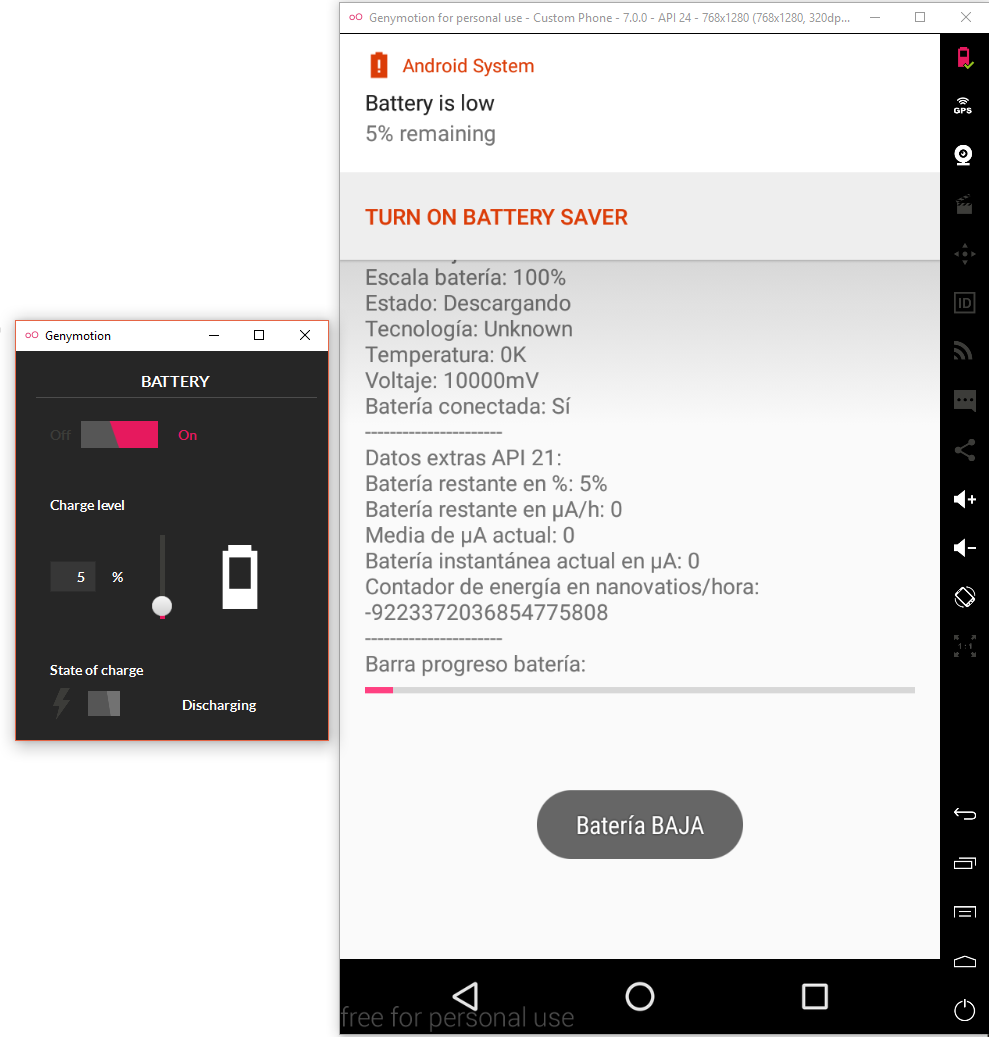 Genymotion for personal use - Custom Phone - 7.0.0 - API 24 - 768x1280 (768x1280, 320dp...
Android System
Battery is low
5% remaining
TURN ON BATTERY SAVER
Escala batería: 100%
Estado: Descargando
Tecnología: Unknown
Temperatura: 0K
Voltaje: 10000mV
Batería conectada: Sí
----------------------
Datos extras API 21:
Batería restante en %: 5%
Batería restante en µA/h: 0
Media de µA actual: 0
Batería instantánea actual en µA: 0
Contador de energía en nanovatios/hora:
-9223372036854775808
----------------------
Barra progreso batería:
Batería BAJA
free for personal use
GPS
ID
1:1
Genymotion
BATTERY
Off On
Charge level
5 %
State of charge
Discharging